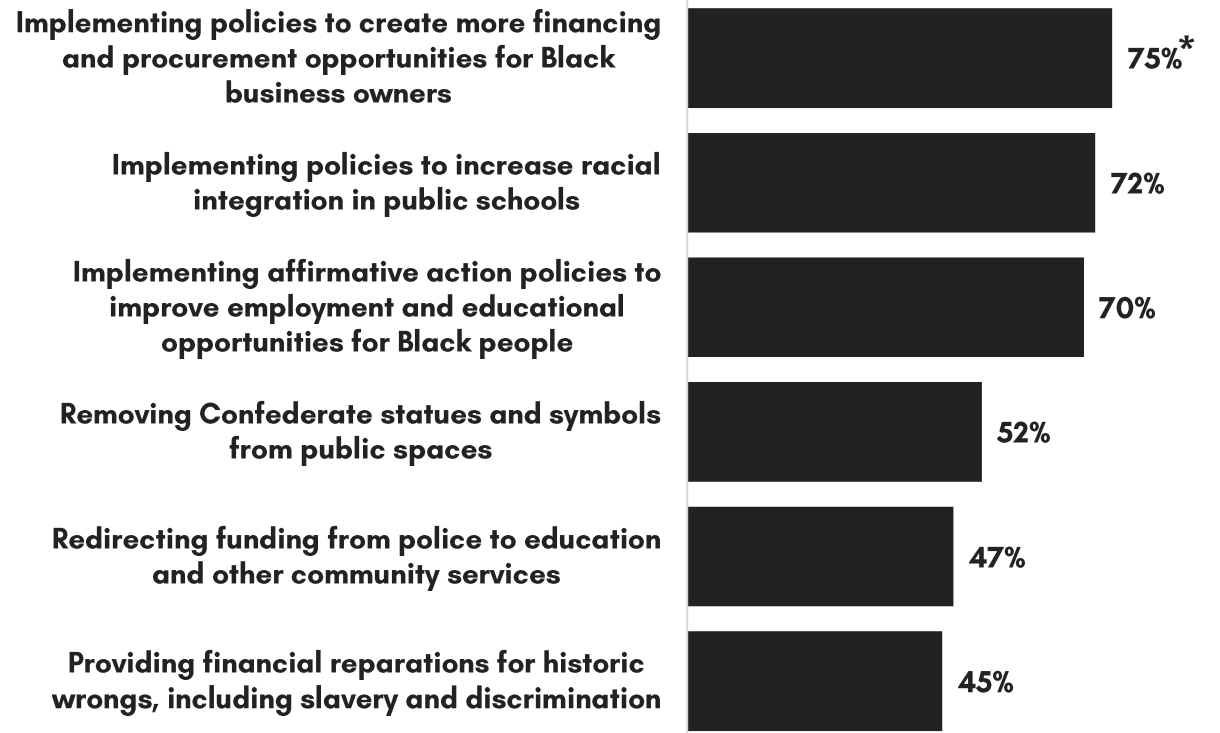 Implementing policies to create more financing
and procurement opportunities for Black
business owners
75%*
Implementing policies to increase racial
integration in public schools
72%
Implementing affirmative action policies to
improve employment and educational
opportunities for Black people
70%
Removing Confederate statues and symbols
from public spaces
52%
Redirecting funding from police to education
and other community services
47%
Providing financial reparations for historic
wrongs, including slavery and discrimination
45%